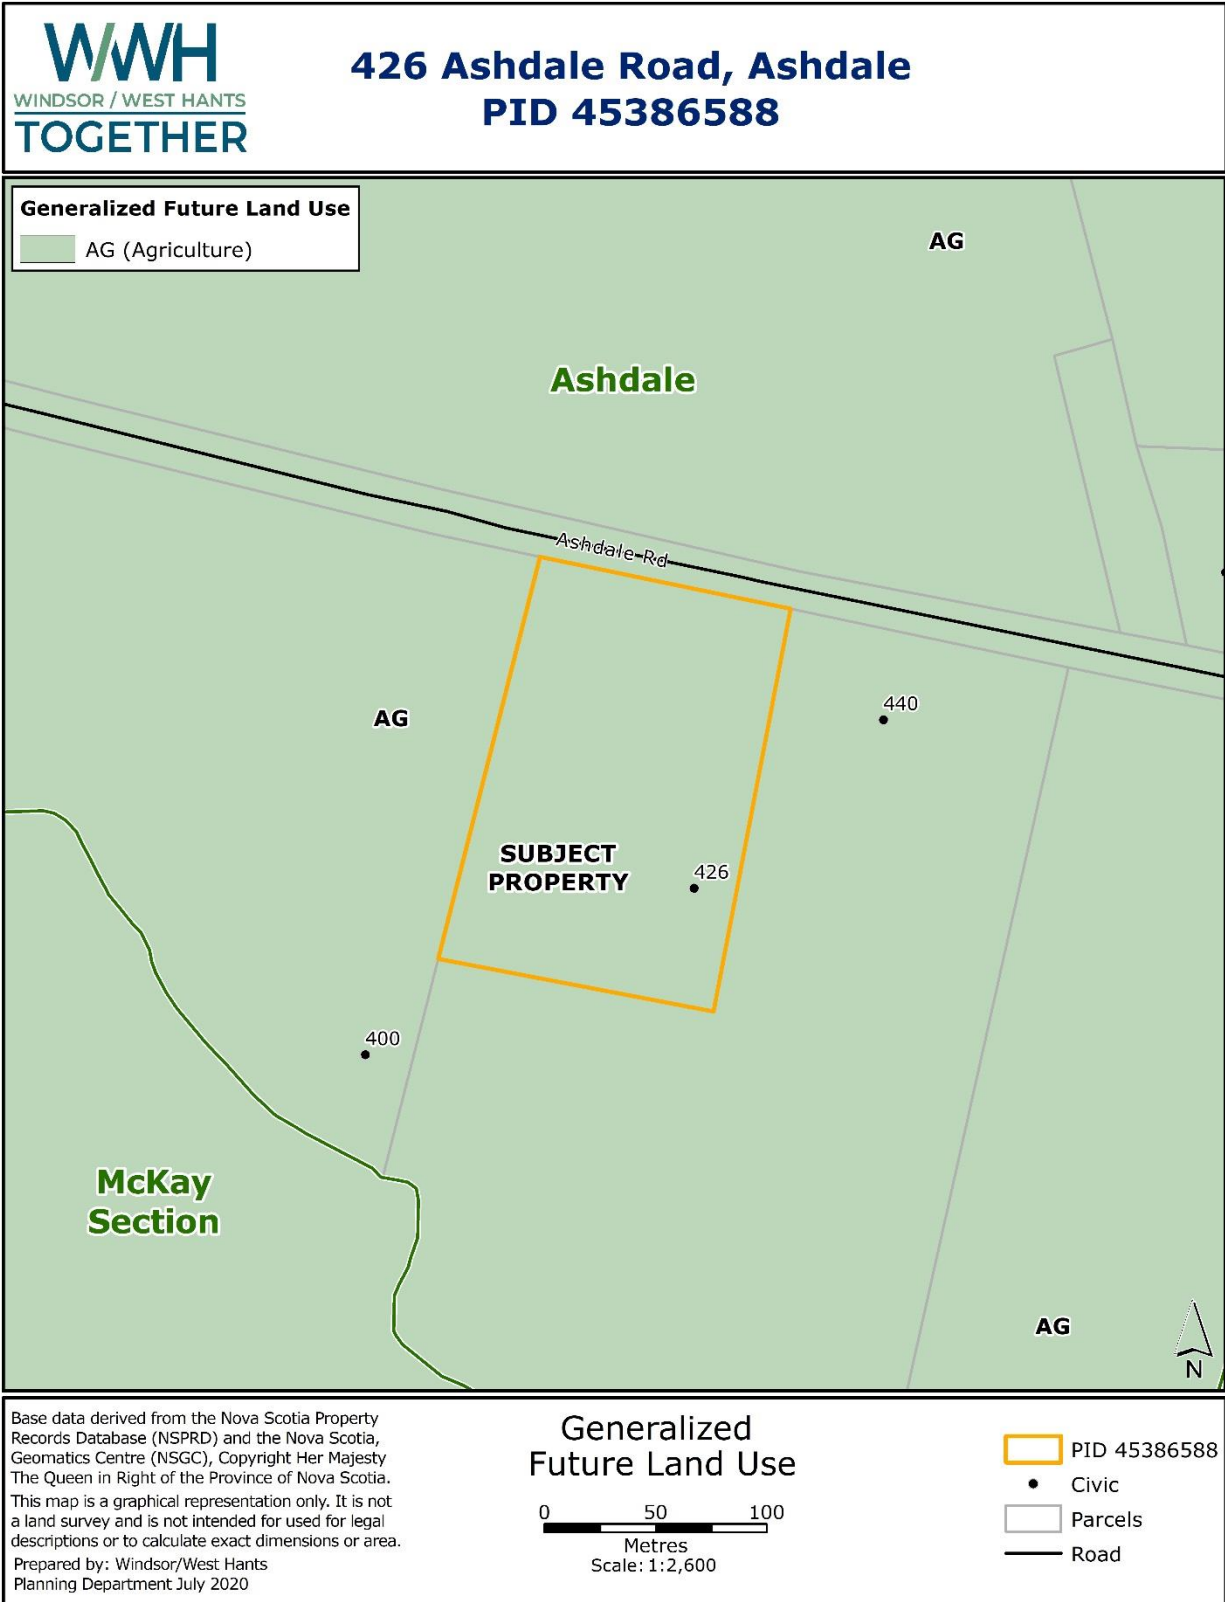 WWH
WINDSOR / WEST HANTS
TOGETHER
426 Ashdale Road, Ashdale
PID 45386588
Generalized Future Land Use
AG (Agriculture)
AG
Ashdale
Ashdale Rd
440
AG
SUBJECT
PROPERTY
426
400
McKay
Section
AG
N
Base data derived from the Nova Scotia Property
Records Database (NSPRD) and the Nova Scotia,
Geomatics Centre (NSGC), Copyright Her Majesty
The Queen in Right of the Province of Nova Scotia.
This map is a graphical representation only. It is not
a land survey and is not intended for used for legal
descriptions or to calculate exact dimensions or area.
Prepared by: Windsor/West Hants
Planning Department July 2020
Generalized
Future Land Use
0 50 100
Metres
Scale: 1:2,600
PID 45386588
Civic
Parcels
Road